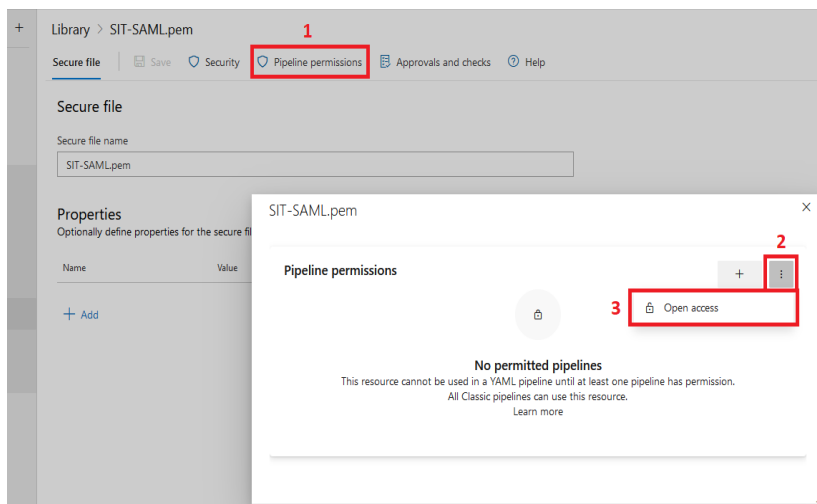 Library > SIT-SAML.pem
1
Secure file Save Security Pipeline permissions Approvals and checks Help
Secure file
Secure file name
SIT-SAML.pem
Properties
Optionally define properties for the secure fil
Name Value
+ Add
SIT-SAML.pem
2
Pipeline permissions
3 Open access
No permitted pipelines
This resource cannot be used in a YAML pipeline until at least one pipeline has permission.
All Classic pipelines can use this resource.
Learn more